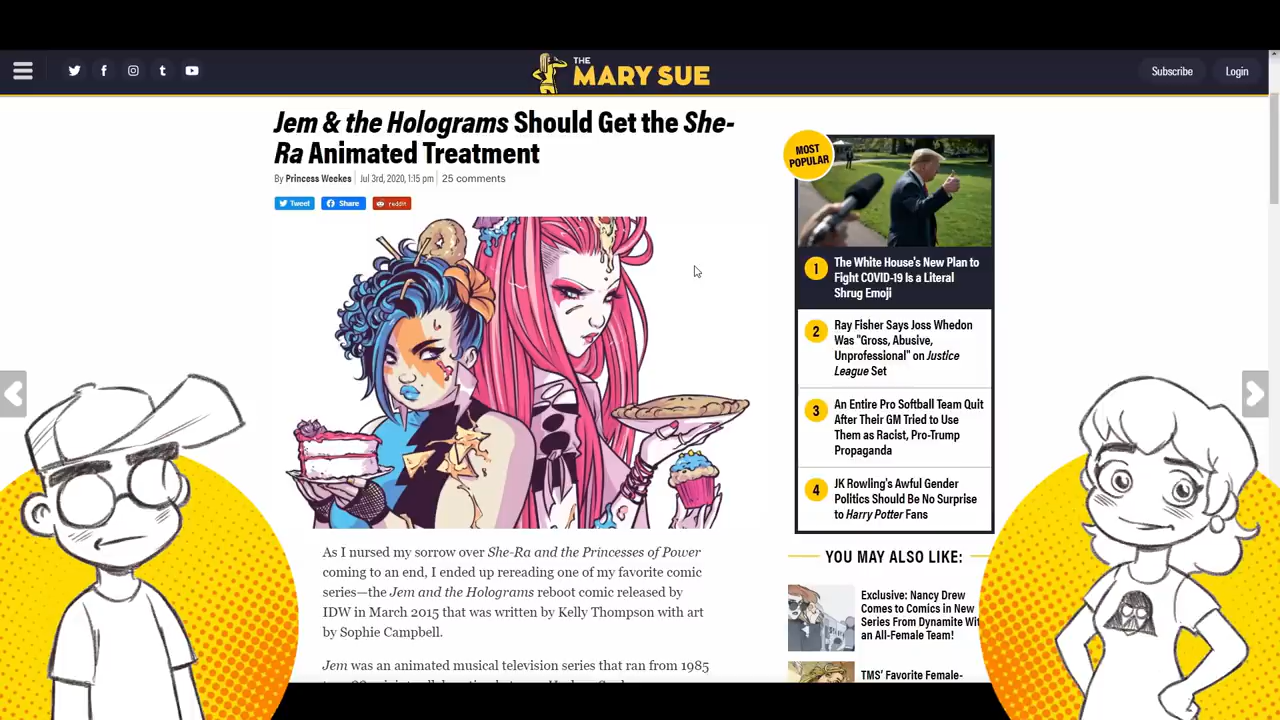 THE
MARY SUE
Subscribe
Login
Jem & the Holograms Should Get the She-
Ra Animated Treatment
By Princess Weekes Jul 3rd, 2020, 1:15 pm 25 comments
Tweet
Share
reddit
As I nursed my sorrow over She-Ra and the Princesses of Power
coming to an end, I ended up rereading one of my favorite comic
series—the Jem and the Holograms reboot comic released by
IDW in March 2015 that was written by Kelly Thompson with art
by Sophie Campbell.
Jem was an animated musical television series that ran from 1985
MOST
POPULAR
1
The White House's New Plan to
Fight COVID-19 Is a Literal
Shrug Emoji
2
Ray Fisher Says Joss Whedon
Was "Gross, Abusive,
Unprofessional" on Justice
League Set
3
An Entire Pro Softball Team Quit
After Their GM Tried to Use
Them as Racist, Pro-Trump
Propaganda
4
JK Rowling's Awful Gender
Politics Should Be No Surprise
to Harry Potter Fans
YOU MAY ALSO LIKE:
Exclusive: Nancy Drew
Comes to Comics in New
Series From Dynamite Wit
an All-Female Team!
TMS' Favorite Female-